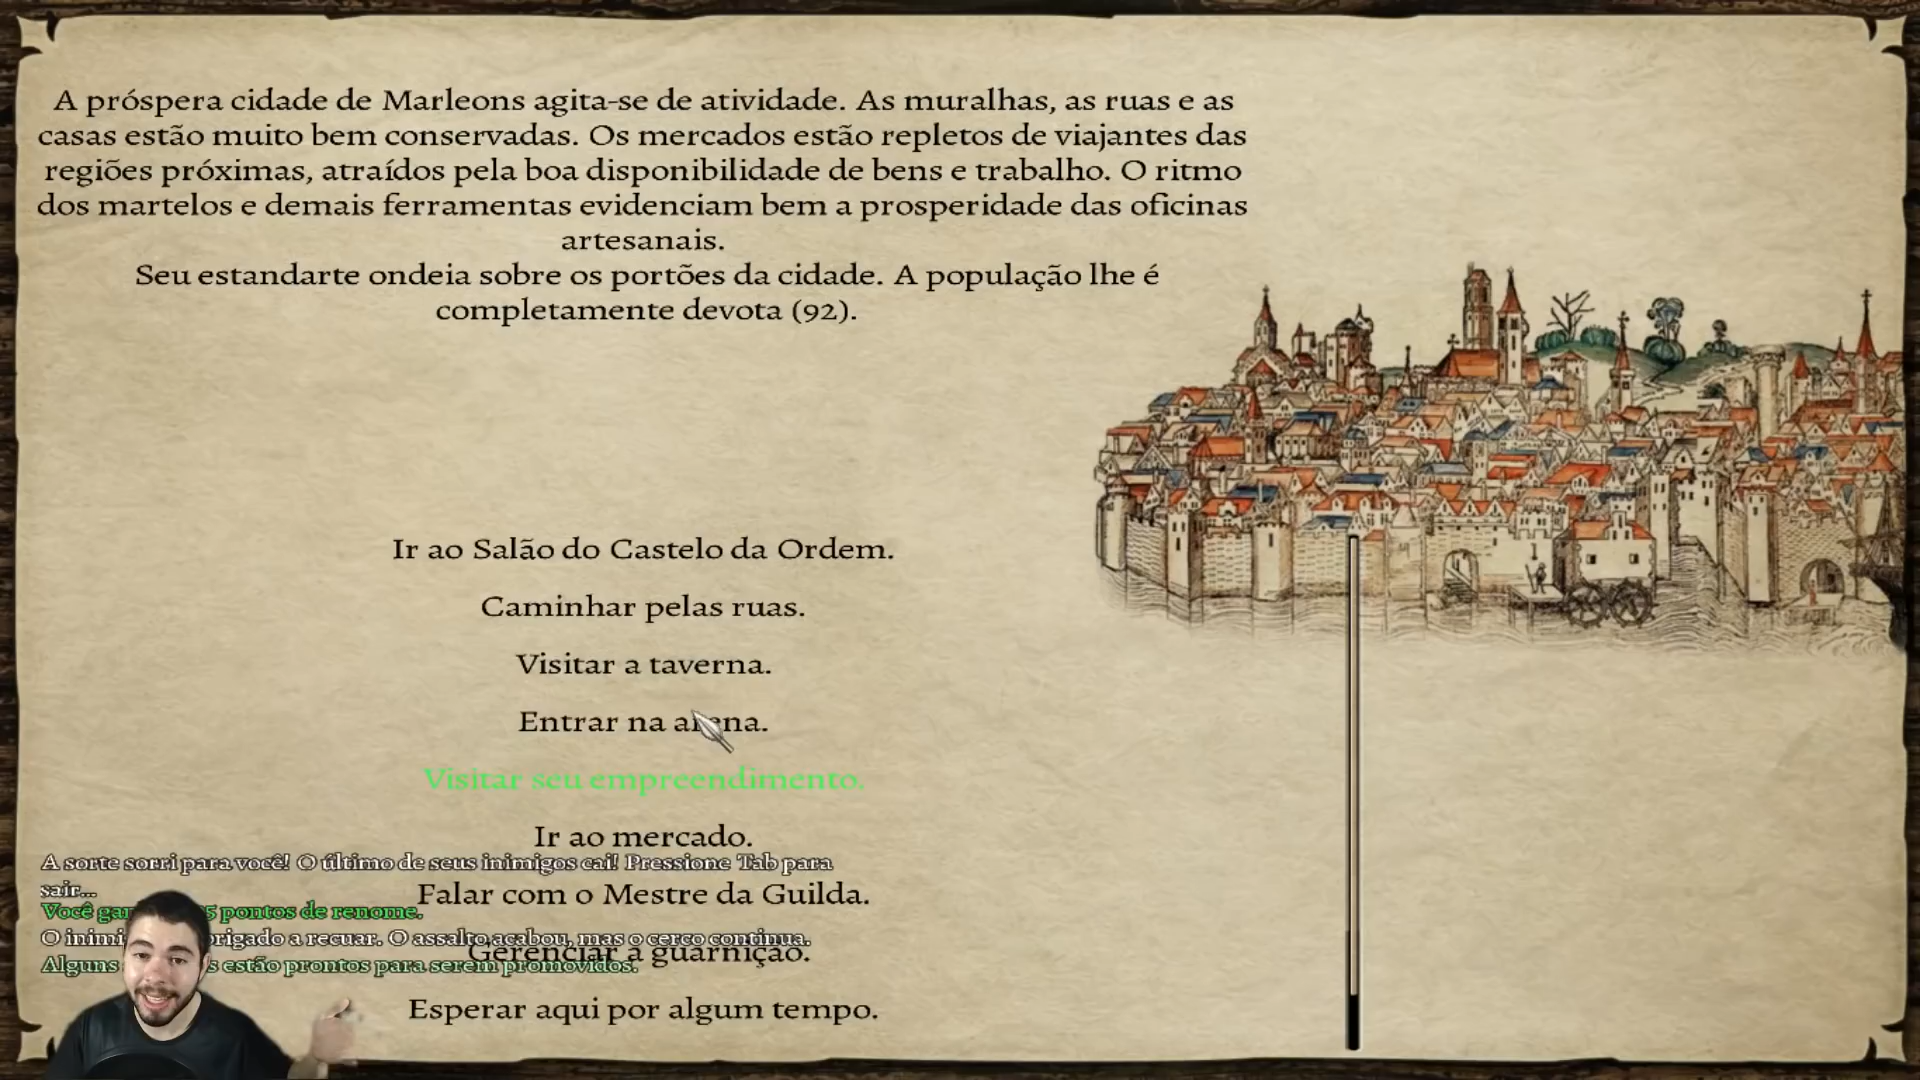 A próspera cidade de Marleons agita-se de atividade. As muralhas, as ruas e as
casas estão muito bem conservadas. Os mercados estão repletos de viajantes das
regiões próximas, atraídos pela boa disponibilidade de bens e trabalho. O ritmo
dos martelos e demais ferramentas evidenciam bem a prosperidade das oficinas
artesanais.
Seu estandarte ondeia sobre os portões da cidade. A população lhe é
completamente devota (92).
Ir ao Salão do Castelo da Ordem.
Caminhar pelas ruas.
Visitar a taverna.
Entrar na arena.
Visitar seu empreendimento.
Ir ao mercado.
A sorte sorri para você! O último de seus inimigos cai! Pressione Tab para
sair...
Falar com o Mestre da Guilda.
Você 5 pontos de renome.
O a recuar. O assalto acabou, mas o cerco continua.
Gerenciar a guarnição.
Alguns estão prontos para serem promovidos.
Esperar aqui por algum tempo.